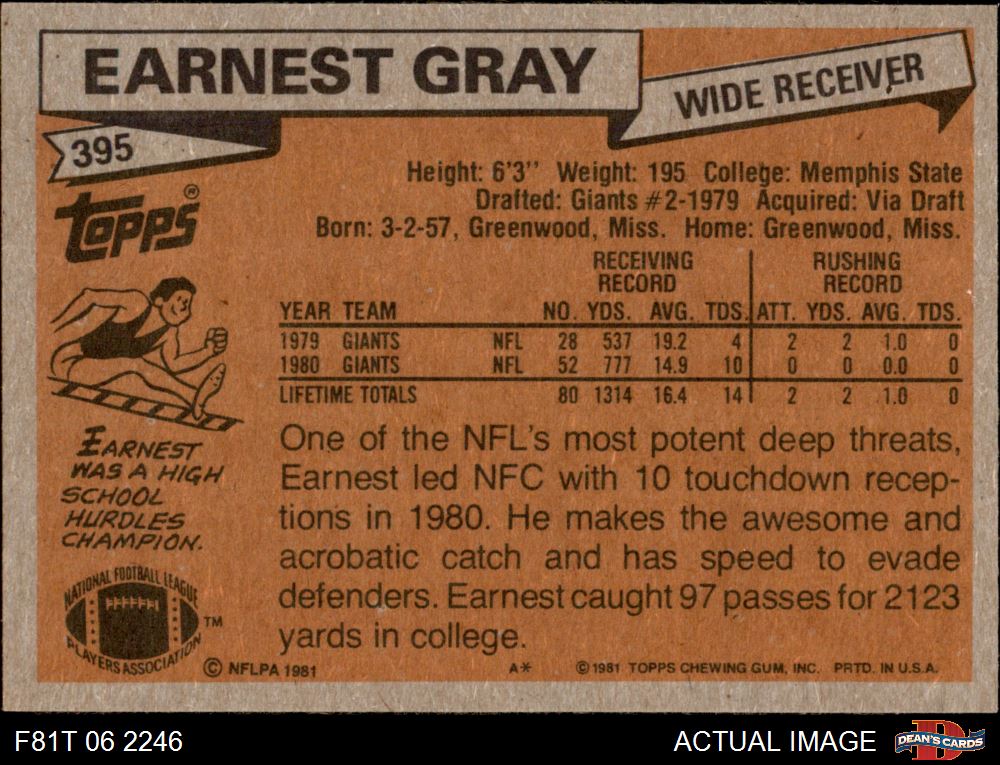 EARNEST GRAY
WIDE RECEIVER
395
TOPPS®
Height: 6'3'' Weight: 195 College: Memphis State
Drafted: Giants #2-1979 Acquired: Via Draft
Born: 3-2-57, Greenwood, Miss. Home: Greenwood, Miss.
RECEIVING RECORD RUSHING RECORD
YEAR TEAM NO. YDS. AVG. TDS. ATT. YDS. AVG. TDS.
1979 GIANTS NFL 28 537 19.2 4 2 2 1.0 0
1980 GIANTS NFL 52 777 14.9 10 0 0 0.0 0
LIFETIME TOTALS 80 1314 16.4 14 2 2 1.0 0
EARNEST
WAS A HIGH
SCHOOL
HURDLES
CHAMPION.
One of the NFL's most potent deep threats,
Earnest led NFC with 10 touchdown recep-
tions in 1980. He makes the awesome and
acrobatic catch and has speed to evade
defenders. Earnest caught 97 passes for 2123
yards in college.
NATIONAL FOOTBALL LEAGUE
PLAYERS ASSOCIATION
TM
© NFLPA 1981
A*
©1981 TOPPS CHEWING GUM, INC. PRTD. IN U.S.A.
F81T 06 2246
ACTUAL IMAGE
D
DEAN'S CARDS